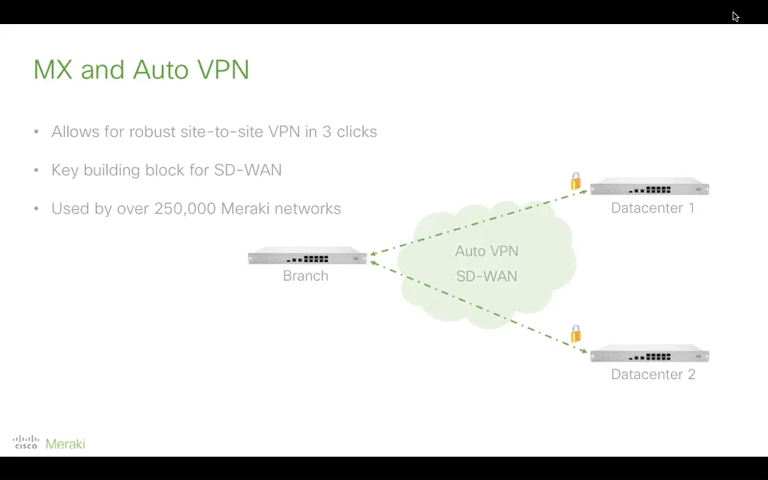 MX and Auto VPN
• Allows for robust site-to-site VPN in 3 clicks
• Key building block for SD-WAN
• Used by over 250,000 Meraki networks
Datacenter 1
Auto VPN
SD-WAN
Branch
Datacenter 2
cisco Meraki